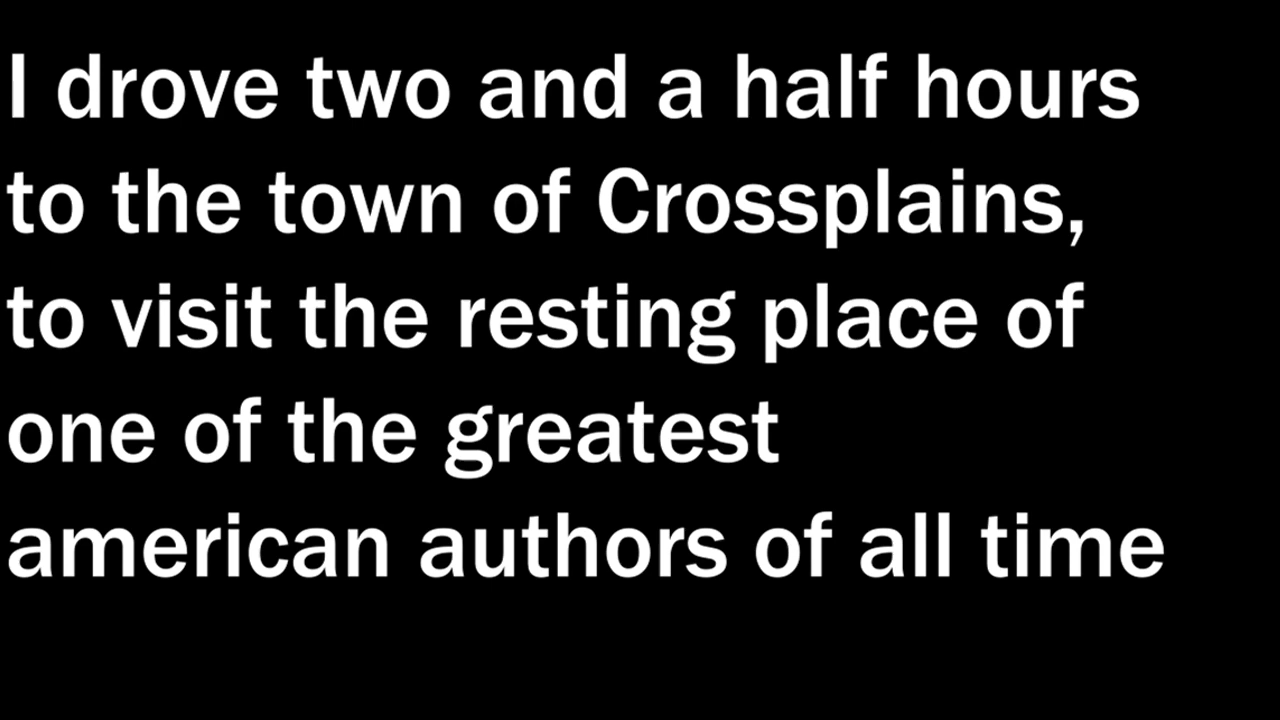 I drove two and a half hours
to the town of Crossplains,
to visit the resting place of
one of the greatest
american authors of all time